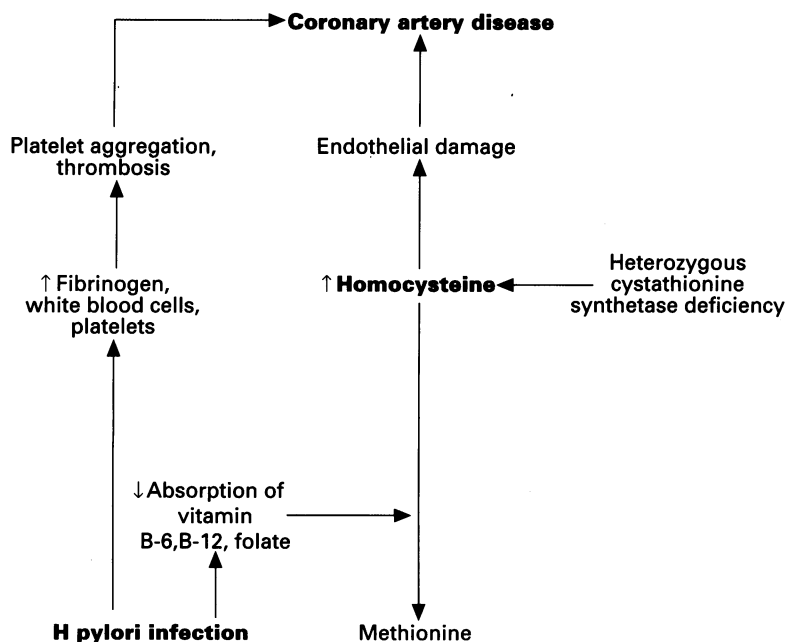 Coronary artery disease
Platelet aggregation,
thrombosis
Endothelial damage
↑ Fibrinogen,
white blood cells,
platelets
↑ Homocysteine
Heterozygous
cystathionine
synthetase deficiency
↓ Absorption of
vitamin
B-6,B-12, folate
H pylori infection
Methionine